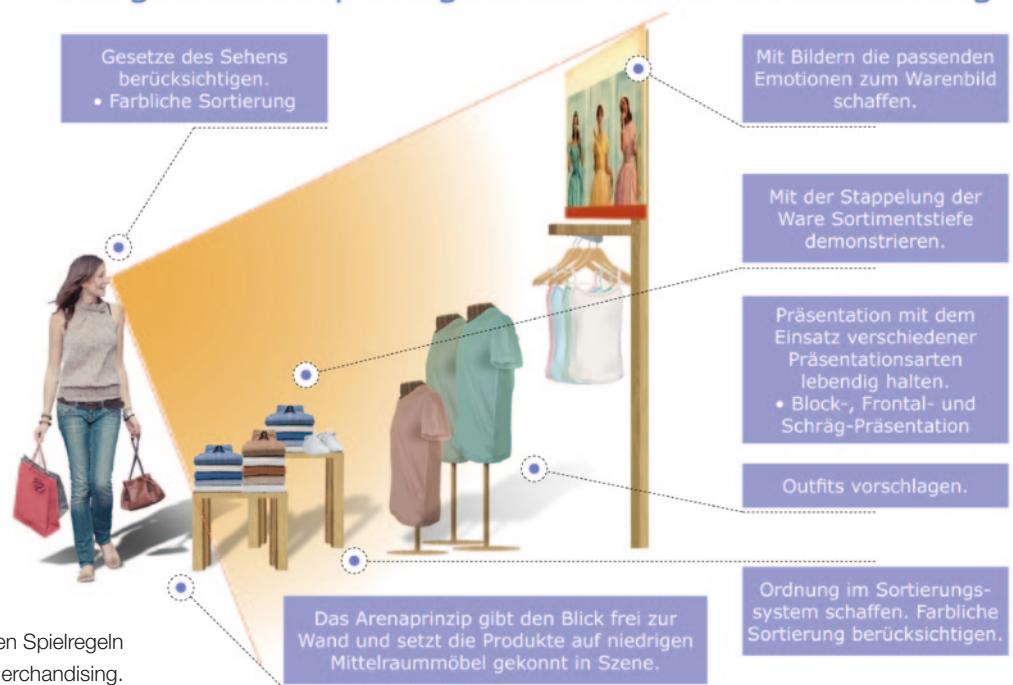 Gesetze des Sehens
berücksichtigen.
• Farbliche Sortierung
Mit Bildern die passenden
Emotionen zum Warenbild
schaffen.
Mit der Stappelung der
Ware Sortimentstiefe
demonstrieren.
Präsentation mit dem
Einsatz verschiedener
Präsentationsarten
lebendig halten.
• Block-, Frontal- und
Schräg-Präsentation
Outfits vorschlagen.
Ordnung im Sortierungs-
system schaffen. Farbliche
Sortierung berücksichtigen.
Das Arenaprinzip gibt den Blick frei zur
Wand und setzt die Produkte auf niedrigen
Mittelraummöbel gekonnt in Szene.
en Spielregeln
erchandising.